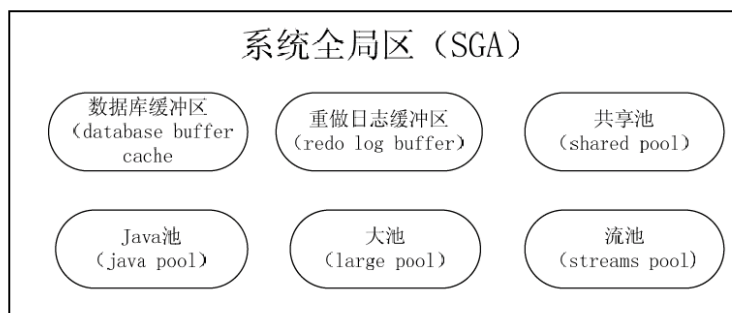 系统全局区（SGA）
数据库缓冲区
（database buffer
cache
重做日志缓冲区
（redo log buffer）
共享池
（shared pool）
Java池
（java pool）
大池
（large pool）
流池
（streams pool）